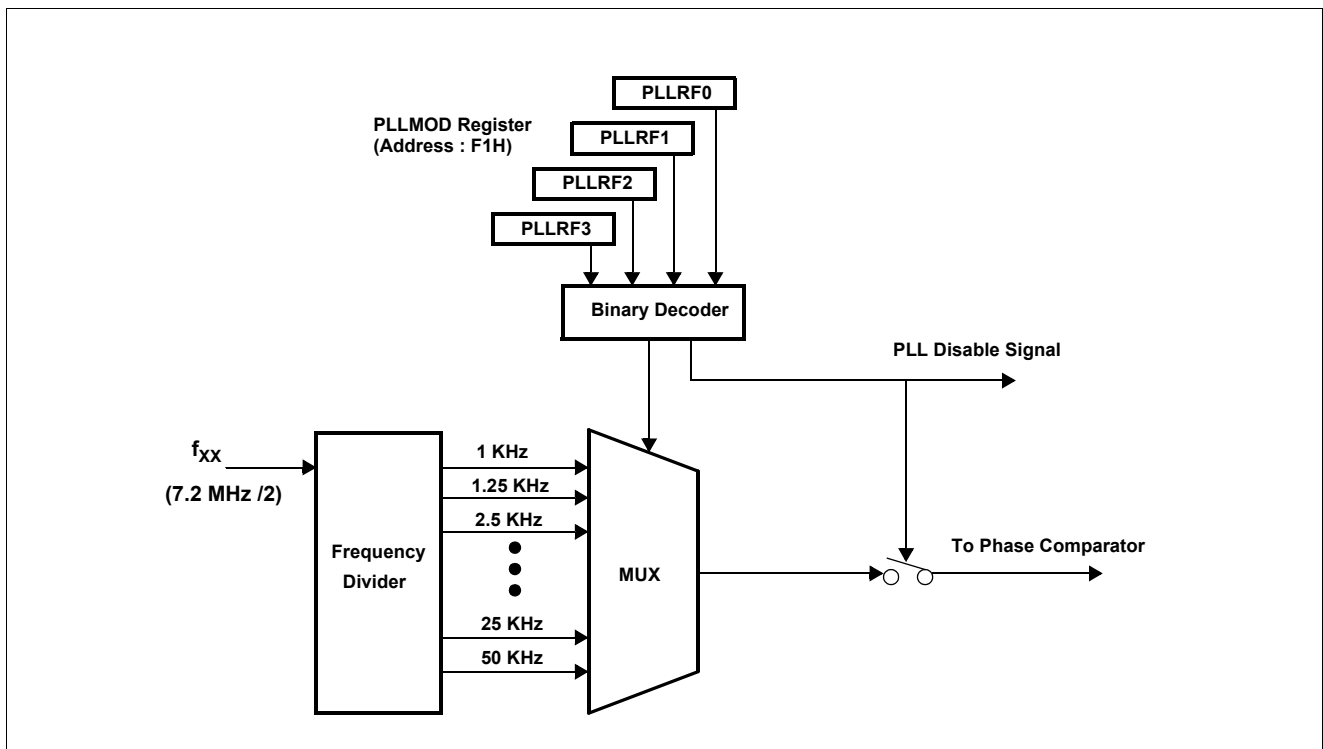 PLLRF0
PLLMOD Register
(Address : F1H)
PLLRF1
PLLRF2
PLLRF3
Binary Decoder
PLL Disable Signal
fXX
(7.2 MHz /2)
1 KHz
1.25 KHz
2.5 KHz
Frequency
Divider
MUX
To Phase Comparator
25 KHz
50 KHz